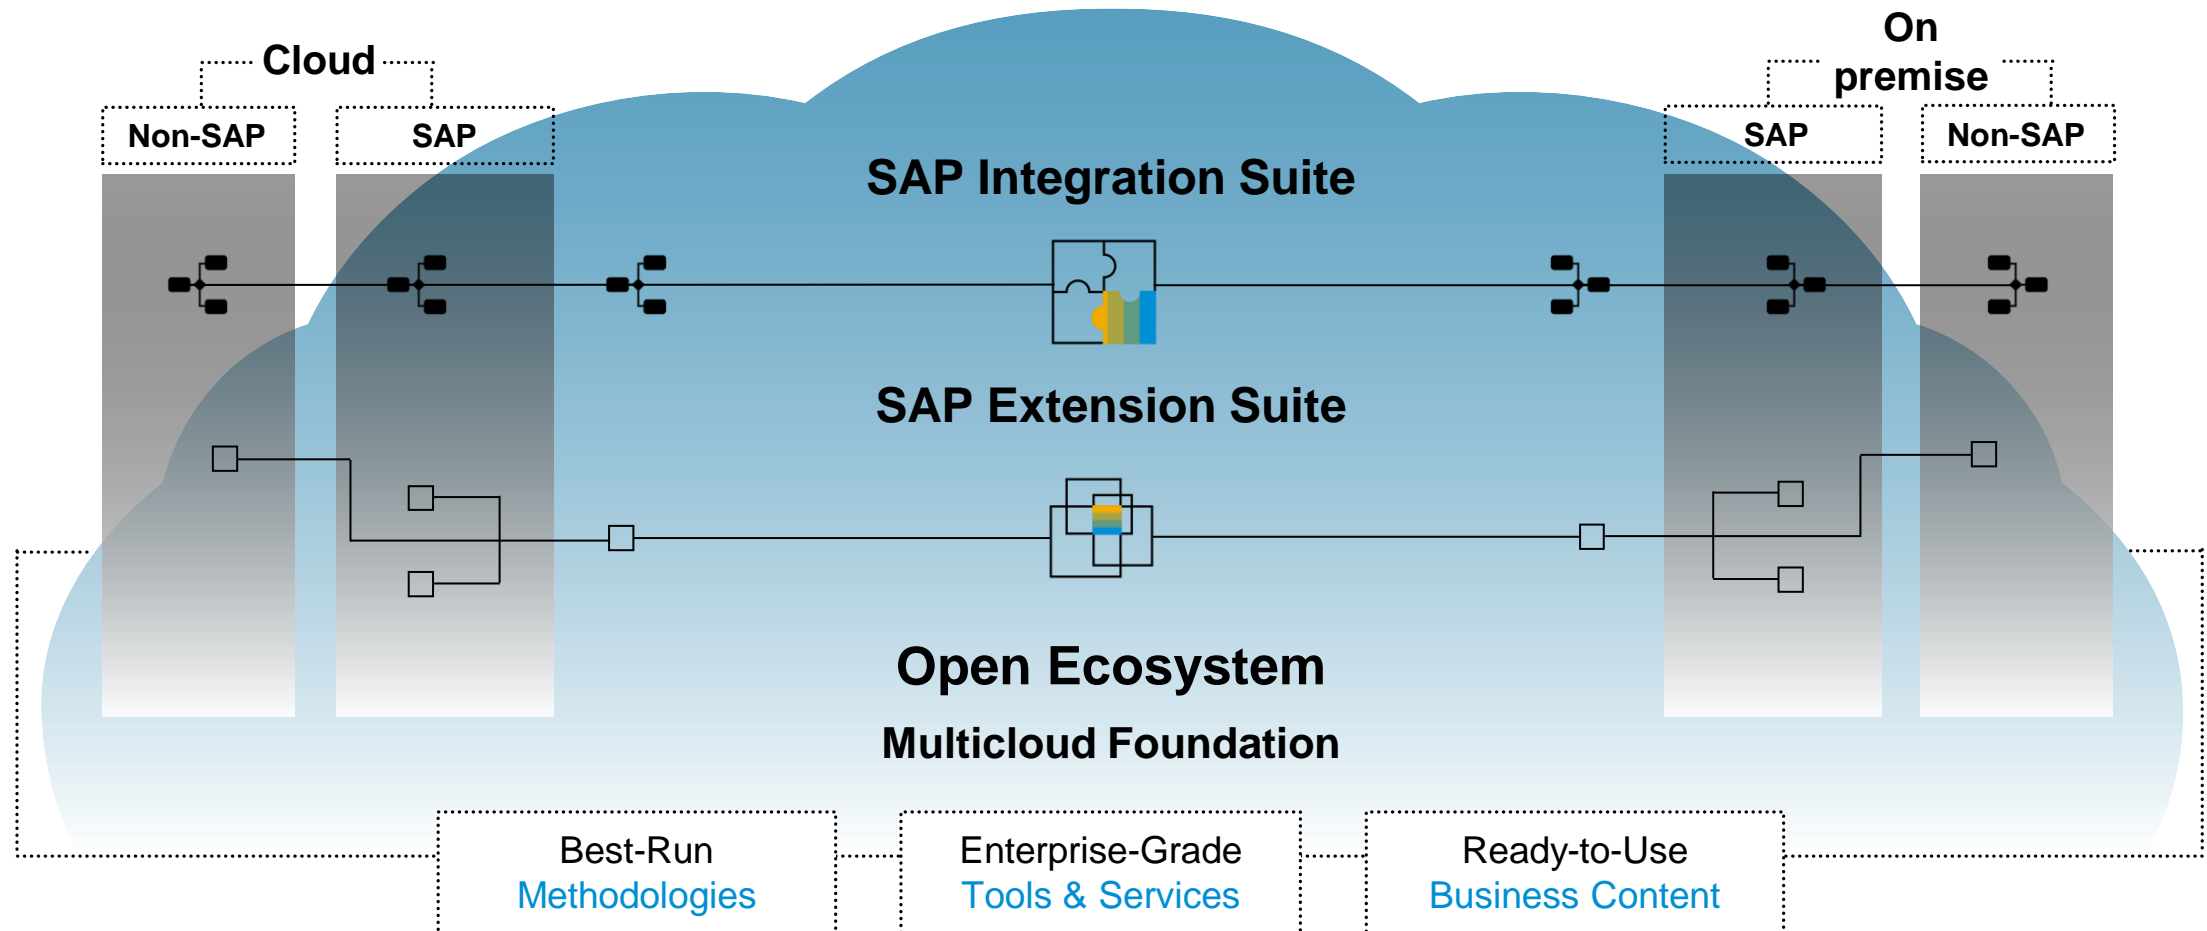 Cloud
On
premise
Non-SAP
SAP
SAP
Non-SAP
SAP Integration Suite
SAP Extension Suite
Open Ecosystem
Multicloud Foundation
Best-Run
Methodologies
Enterprise-Grade
Tools & Services
Ready-to-Use
Business Content